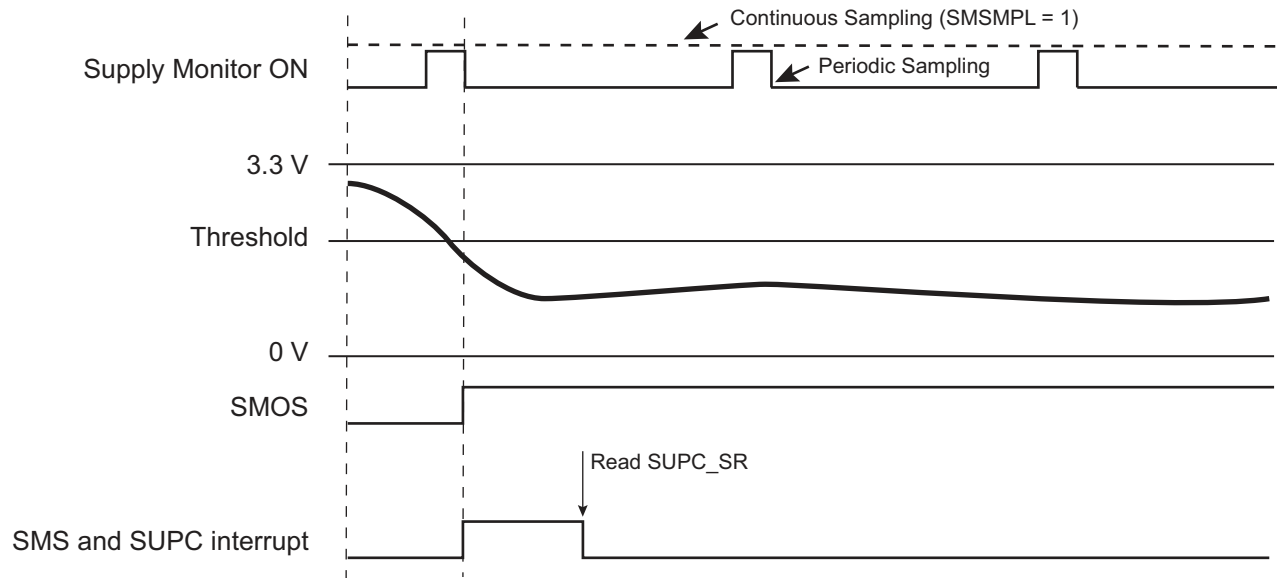 Continuous Sampling (SMSMPL = 1)
Supply Monitor ON
Periodic Sampling
3.3 V
Threshold
0 V
SMOS
Read SUPC_SR
SMS and SUPC interrupt